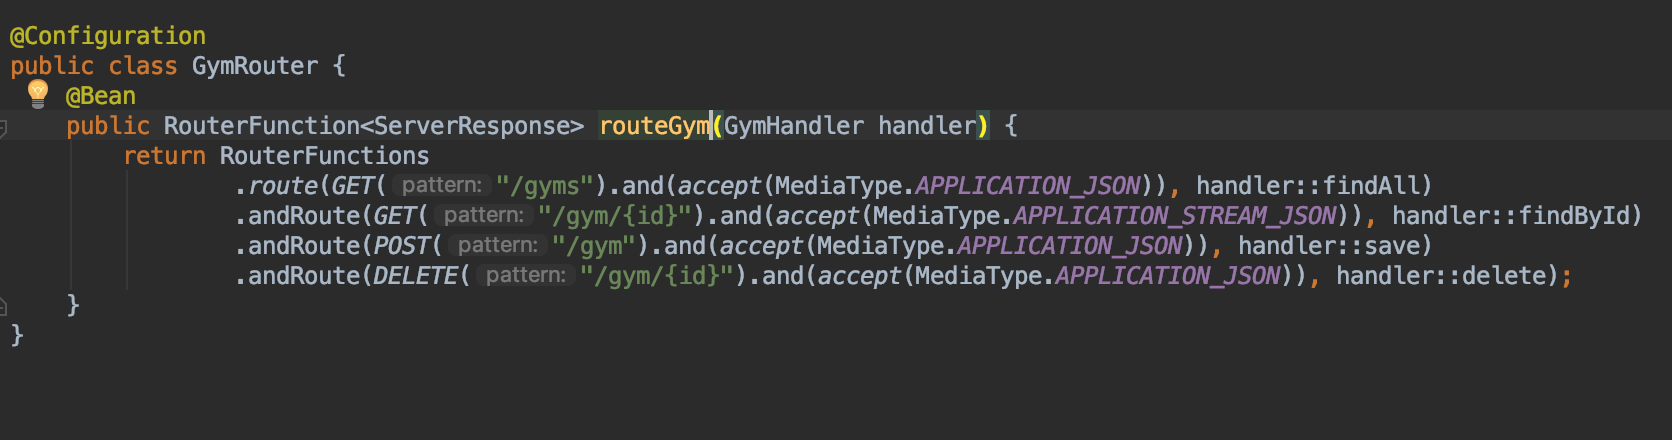 @Configuration
public class GymRouter {
@Bean
public RouterFunction<ServerResponse> routeGym(GymHandler handler) {
return RouterFunctions
.route(GET( pattern: "/gyms").and(accept(MediaType.APPLICATION_JSON)), handler::findAll)
.andRoute(GET( pattern: "/gym/{id}").and(accept(MediaType.APPLICATION_STREAM_JSON)), handler::findById)
.andRoute(POST( pattern: "/gym").and(accept(MediaType.APPLICATION_JSON)), handler::save)
.andRoute(DELETE( pattern: "/gym/{id}").and(accept(MediaType.APPLICATION_JSON)), handler::delete);
}
}